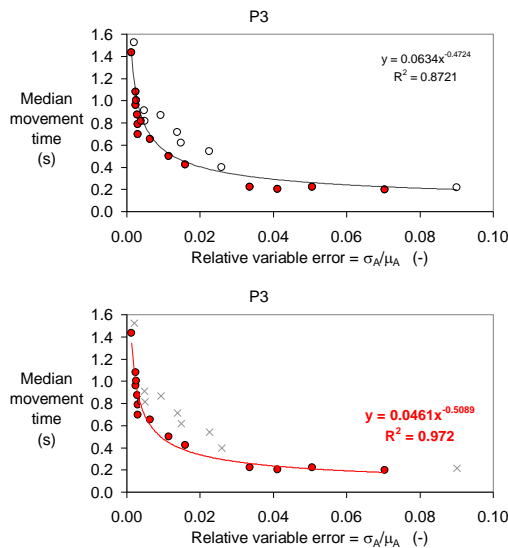 P3
1.6
1.4
1.2
1.0
0.8
0.6
0.4
0.2
0.0
Median
movement
time
(s)
y = 0.0634x^-0.4724
R² = 0.8721
0.00 0.02 0.04 0.06 0.08 0.10
Relative variable error = σA/μA (-)
P3
1.6
1.4
1.2
1.0
0.8
0.6
0.4
0.2
0.0
Median
movement
time
(s)
y = 0.0461x^-0.5089
R² = 0.972
0.00 0.02 0.04 0.06 0.08 0.10
Relative variable error = σA/μA (-)